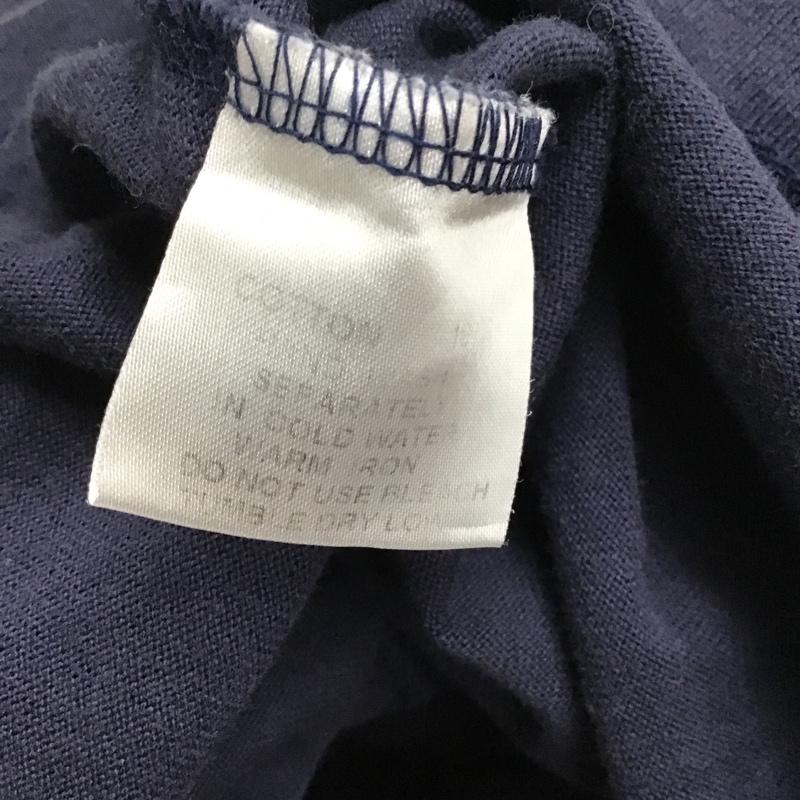 COTTON
SEPARATELY
IN COLD WATER
WARM IRON
DO NOT USE BLEACH
TUMBLE DRY LOW